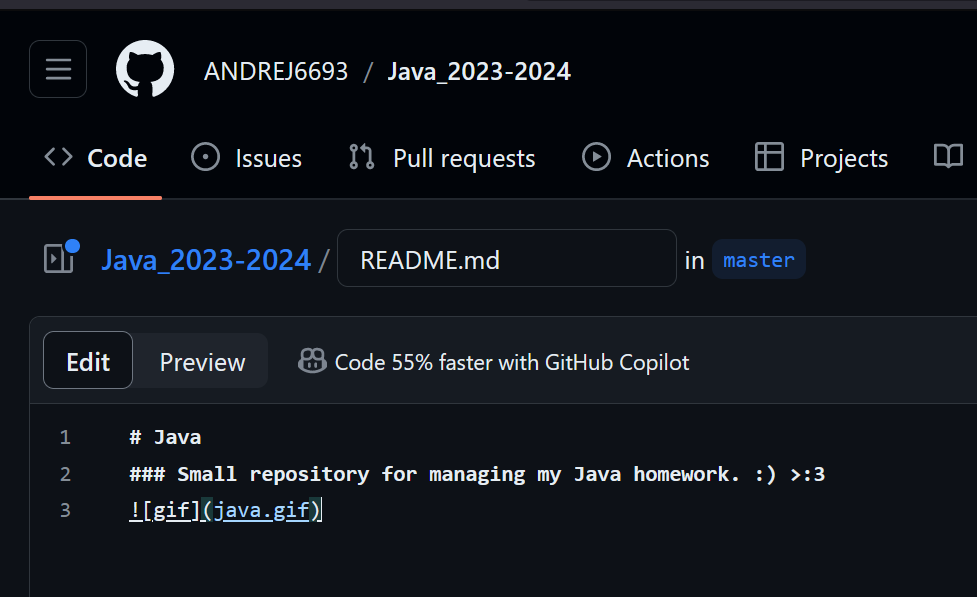 ANDREJ6693 / Java_2023-2024
Code Issues Pull requests Actions Projects
Java_2023-2024 / README.md in master
Edit Preview Code 55% faster with GitHub Copilot
1 # Java
2 ### Small repository for managing my Java homework. :) >:3
3 ![gif](java.gif)